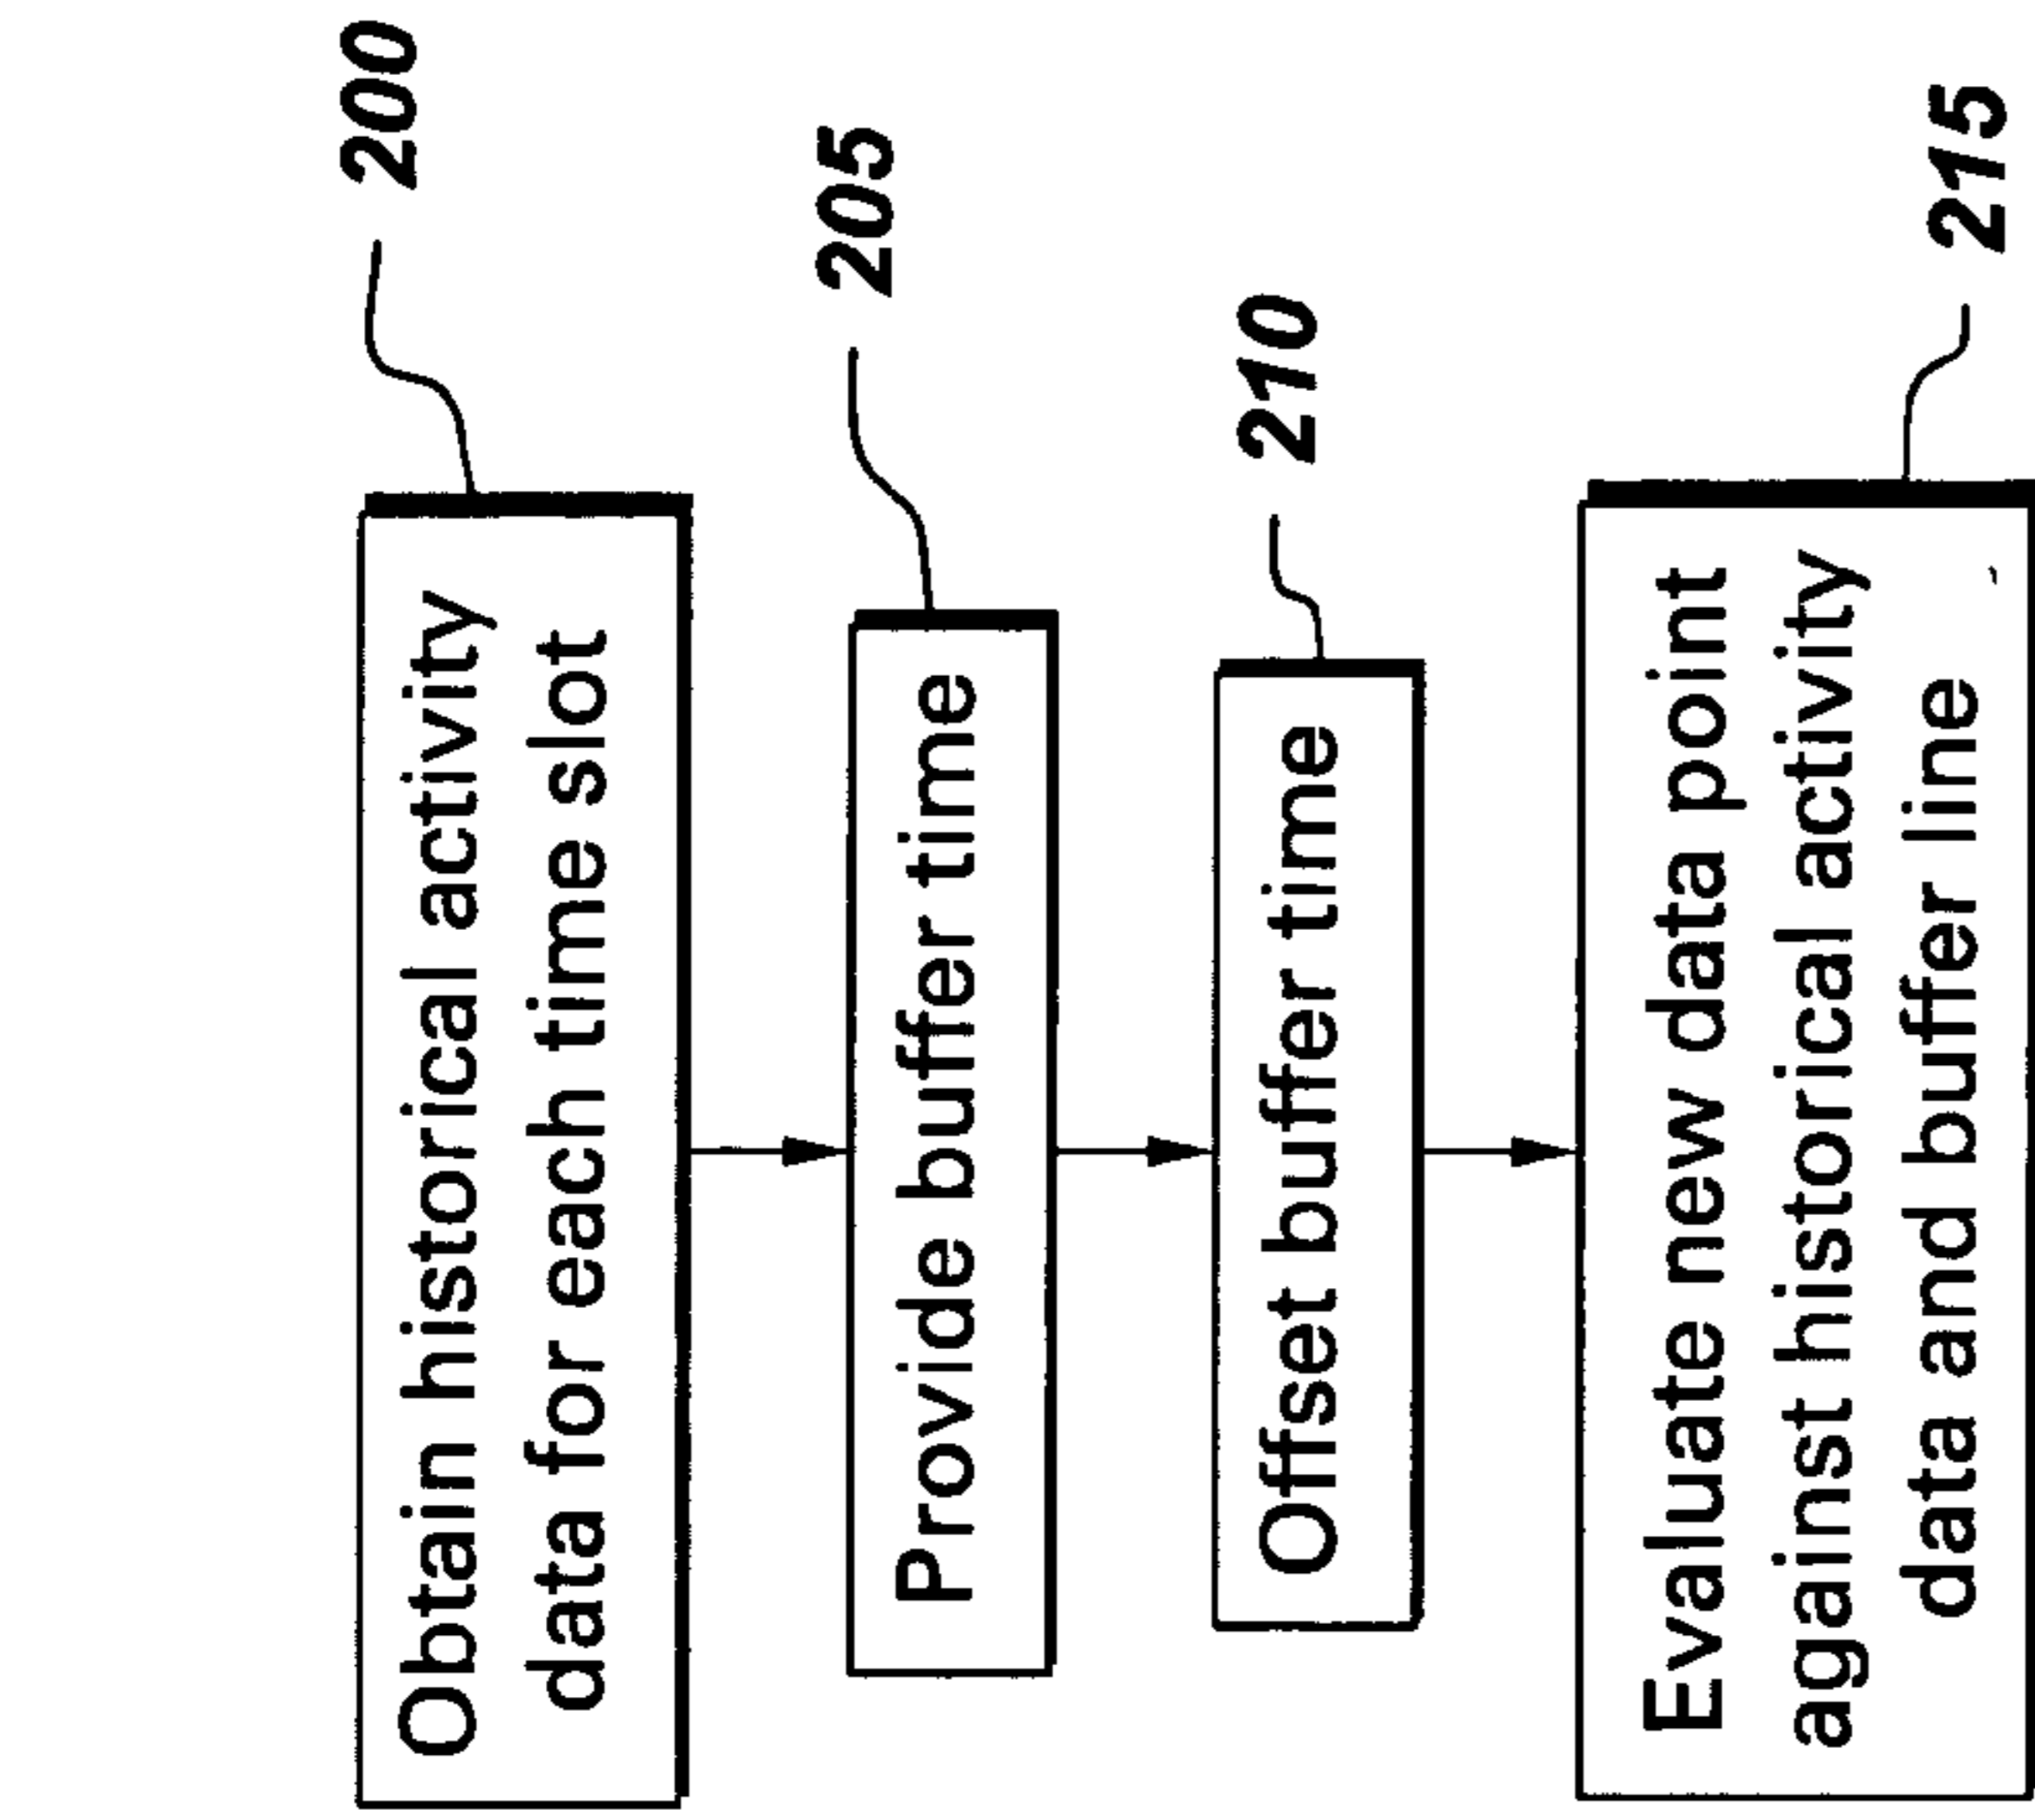 Obtain historical activity
data for each time slot
200
Provide buffer time
205
Offset buffer time
210
Evaluate new data point
against historical activity
data and buffer line
215